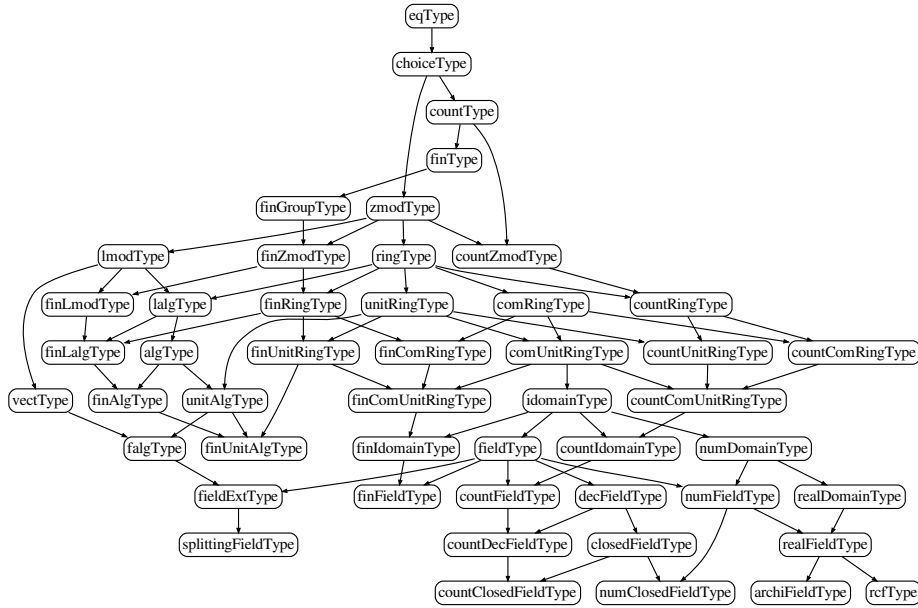 eqType
choiceType
countType
finType
finGroupType zmodType
lmodType finZmodType ringType countZmodType
finLmodType lalgType finRingType unitRingType comRingType countRingType
finLalgType algType finUnitRingType finComRingType comUnitRingType countUnitRingType countComRingType
vectType finAlgType unitAlgType finComUnitRingType idomainType countComUnitRingType
falgType finUnitAlgType finIdomainType fieldType countIdomainType numDomainType
fieldExtType finFieldType countFieldType decFieldType numFieldType realDomainType
splittingFieldType countDecFieldType closedFieldType realFieldType
countClosedFieldType numClosedFieldType archiFieldType rcfType